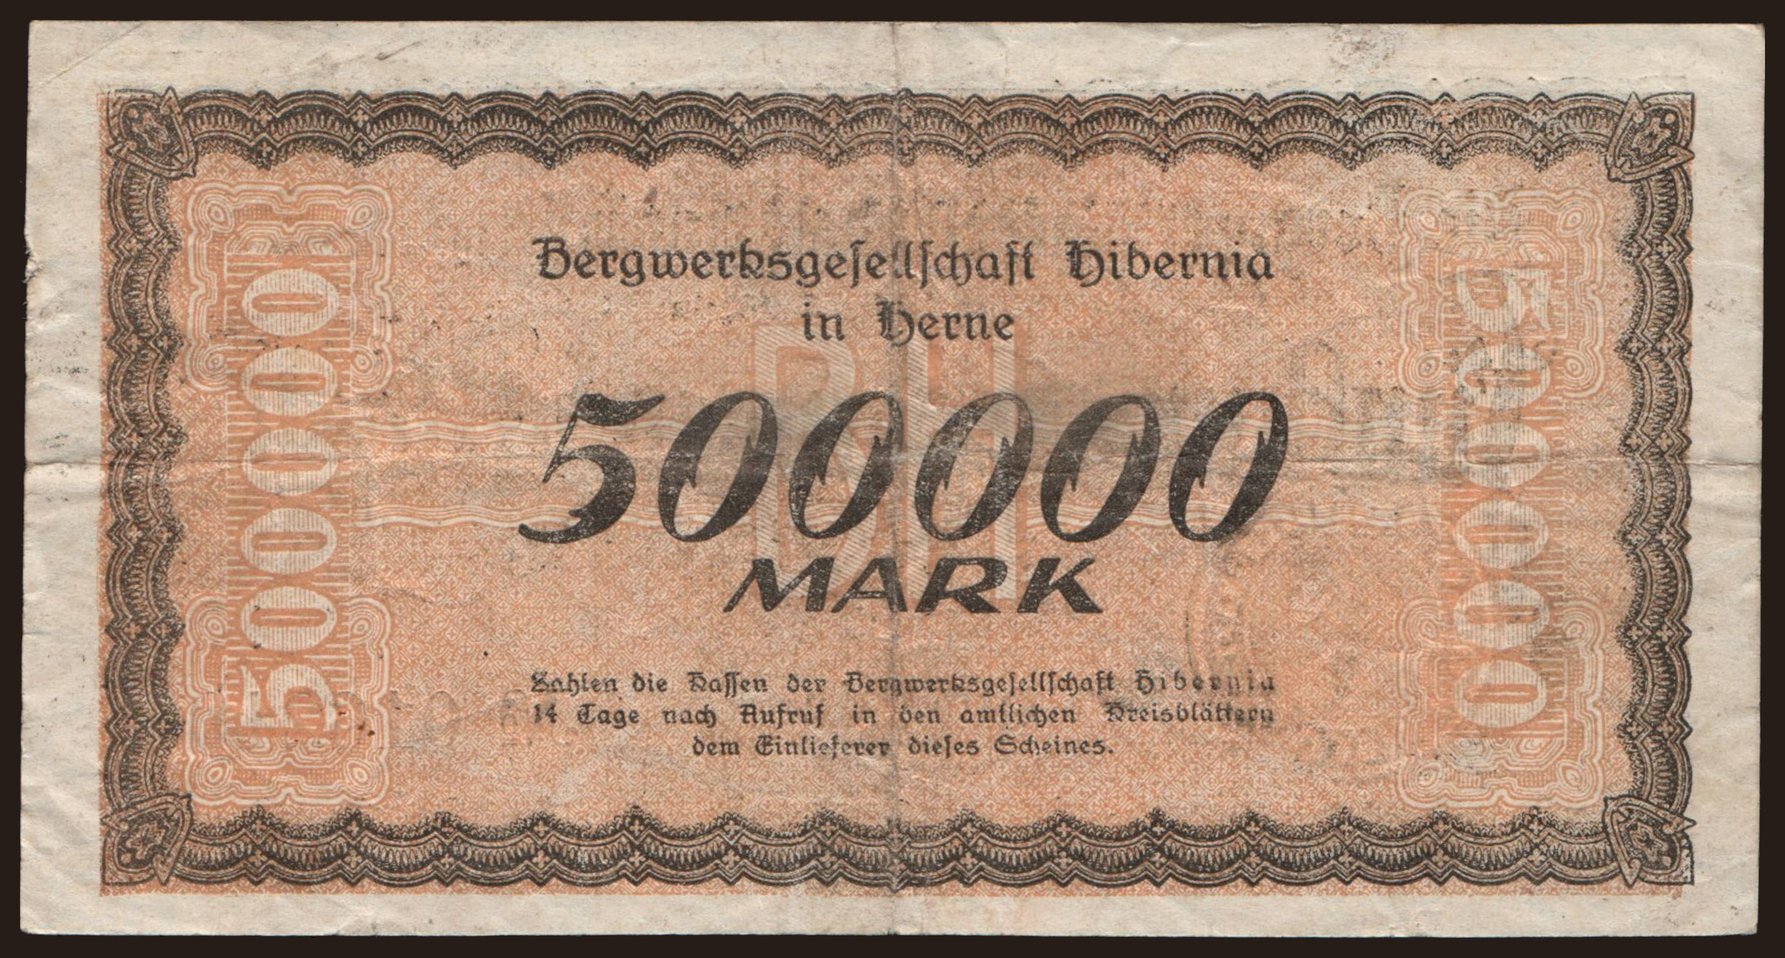 Bergwerksgesellschaft Hibernia
in Herne
500000
500000
MARK
500000
BH
Zahlen die Kassen der Bergwerksgesellschaft Hibernia
14 Tage nach Aufruf in den amtlichen Kreisblättern
dem Einlieferer dieses Scheines.